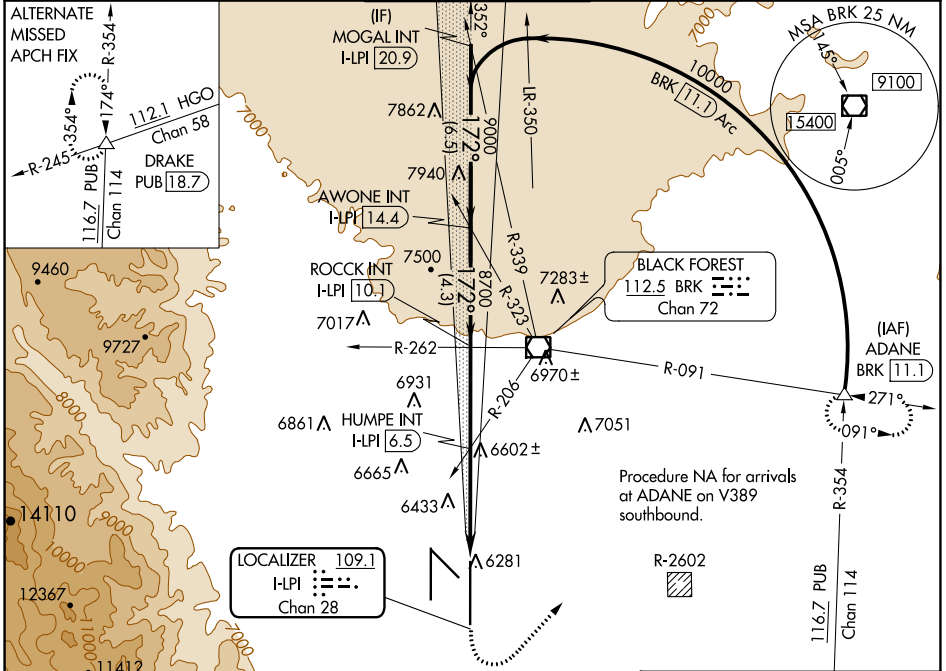 ALTERNATE
MISSED
APCH FIX
R-354
174°
354°
112.1 HGO
Chan 58
R-245
DRAKE
PUB 18.7
116.7 PUB
Chan 114
(IF)
MOGAL INT
I-LPI 20.9
352°
7000
MSA BRK 25 NM
145°
9100
15400
005°
10000
BRK 11.1 Arc
LR-350
7862
172°
(6.5)
9000
7000
7940
AWONE INT
I-LPI 14.4
R-339
R-323
9460
7500
172°
(4.3)
8700
7283±
BLACK FOREST
112.5 BRK
Chan 72
ROCCK INT
I-LPI 10.1
7017
9727
R-262
6970±
R-091
(IAF)
ADANE
BRK 11.1
271°
091°
8000
6931
R-206
6861
HUMPE INT
I-LPI 6.5
7051
6602±
6665
6433
Procedure NA for arrivals
at ADANE on V389
southbound.
R-354
14110
9000
10000
6281
LOCALIZER 109.1
I-LPI
Chan 28
R-2602
12367
11000
7000
116.7 PUB
Chan 114
11412